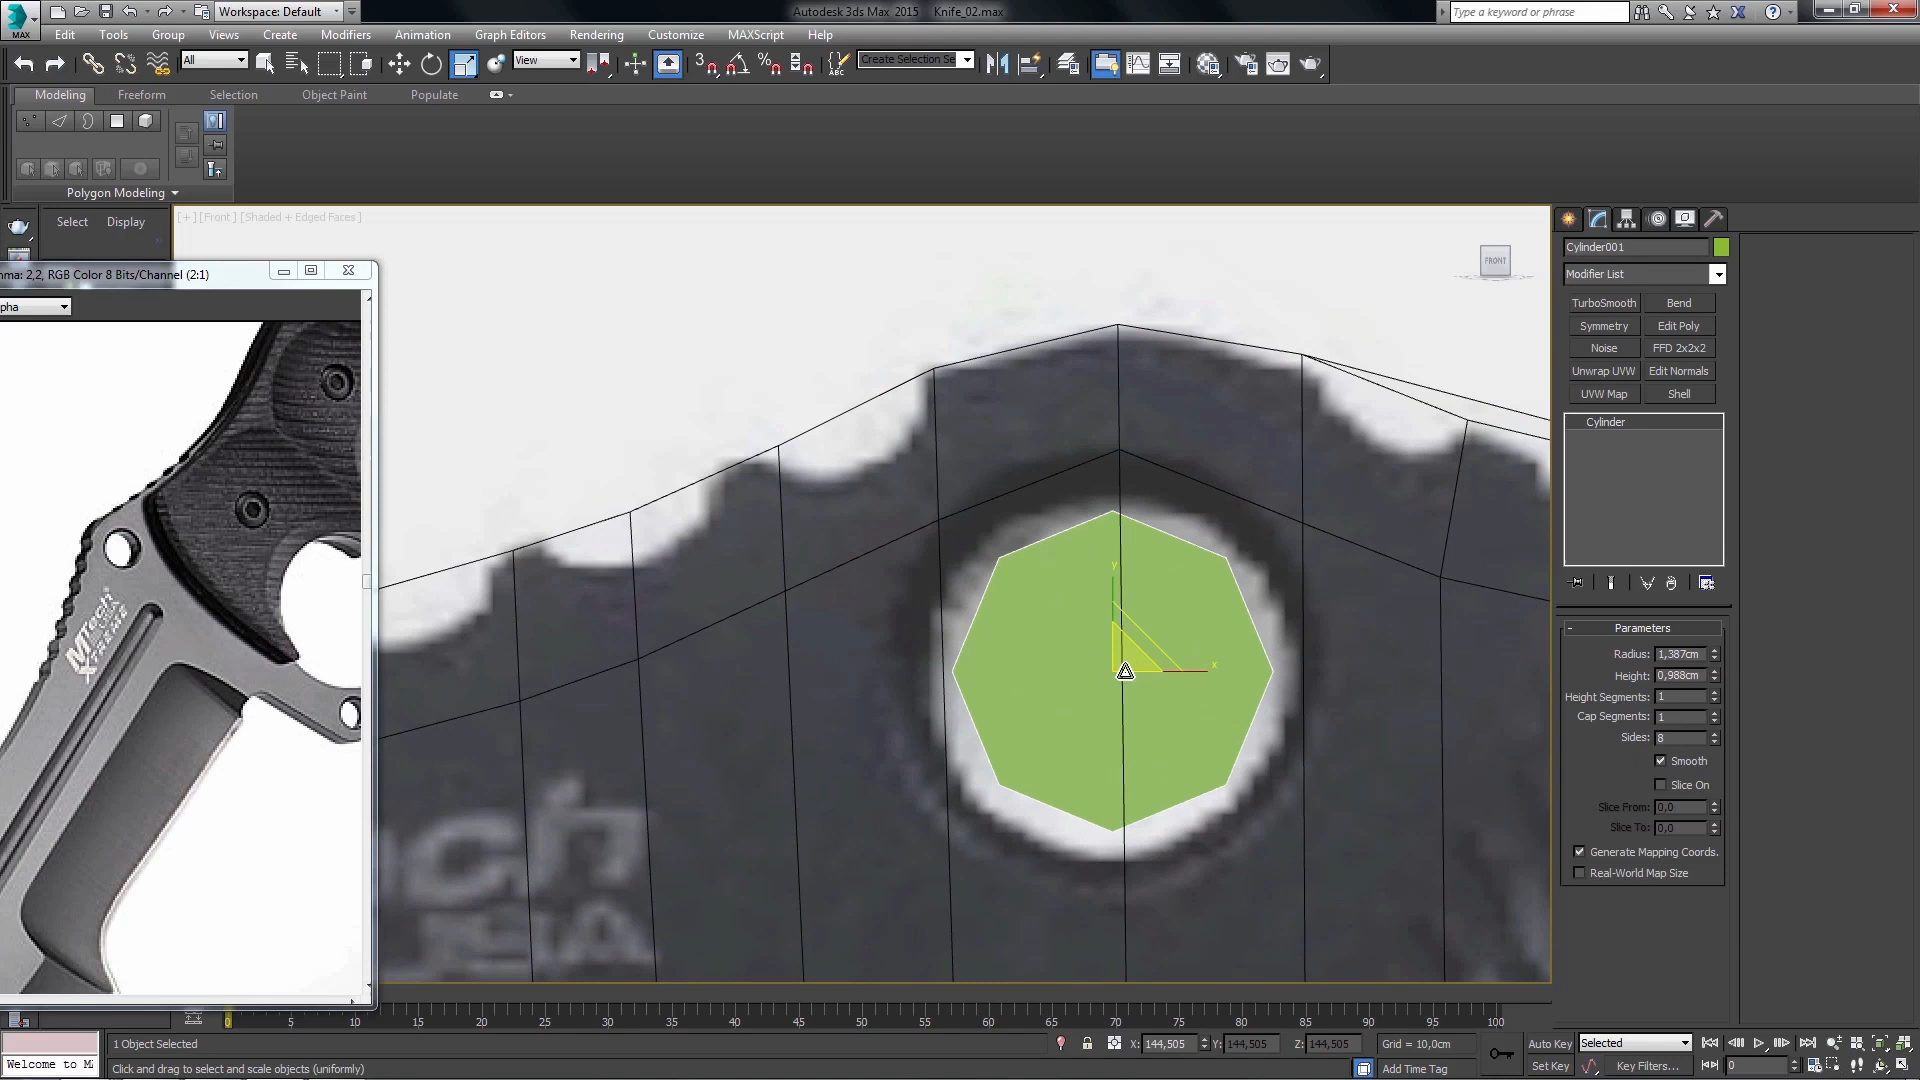 Workspace: Default
Autodesk 3ds Max 2015    Knife_02.max
Type a keyword or phrase
MAX
Edit Tools Group Views Create Modifiers Animation Graph Editors Rendering Customize MAXScript Help
All
View
Create Selection Se
3
ABC
Modeling Freeform Selection Object Paint Populate
Polygon Modeling
Select Display
[+] [Front] [Shaded + Edged Faces]
FRONT
mma: 2,2, RGB Color 8 Bits/Channel (2:1)
pha
MTech
USA
XTREME
y
x
Cylinder001
Modifier List
TurboSmooth Bend
Symmetry Edit Poly
Noise FFD 2x2x2
Unwrap UVW Edit Normals
UVW Map Shell
Cylinder
- Parameters
Radius: 1,387cm
Height: 0,988cm
Height Segments: 1
Cap Segments: 1
Sides: 8
Smooth
Slice On
Slice From: 0,0
Slice To: 0,0
Generate Mapping Coords.
Real-World Map Size
0 5 10 15 20 25 30 35 40 45 50 55 60 65 70 75 80 85 90 95 100
1 Object Selected
X: 144,505 Y: 144,505 Z: 144,505
Grid = 10,0cm
Auto Key Selected
Welcome to M
Click and drag to select and scale objects (uniformly)
Add Time Tag
Set Key Key Filters...
0